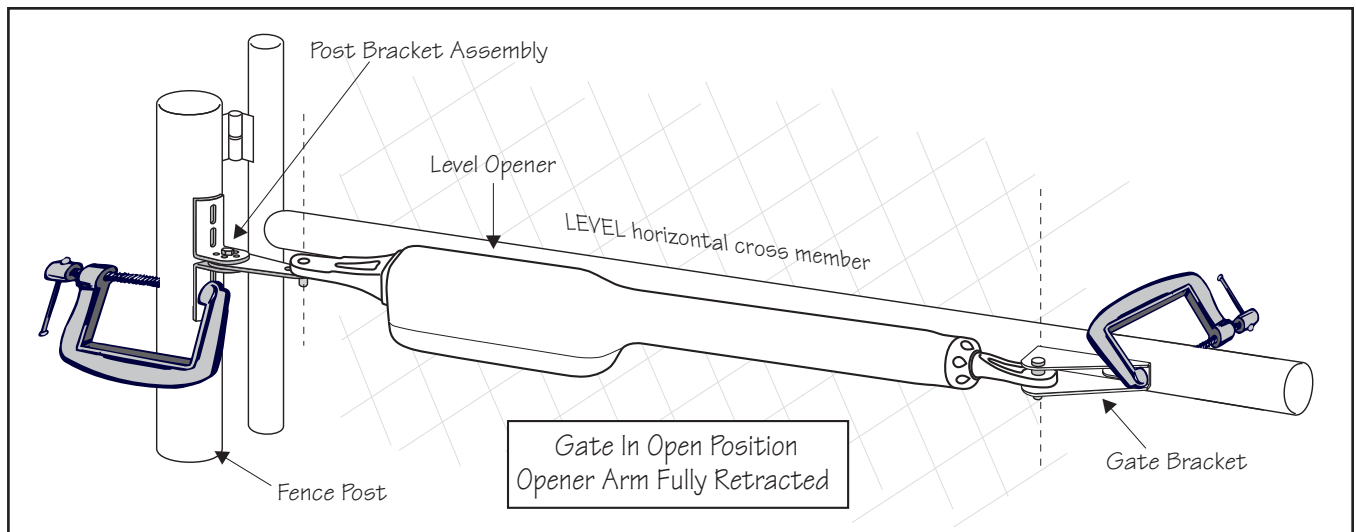 Post Bracket Assembly
Level Opener
LEVEL horizontal cross member
Gate In Open Position
Opener Arm Fully Retracted
Gate Bracket
Fence Post